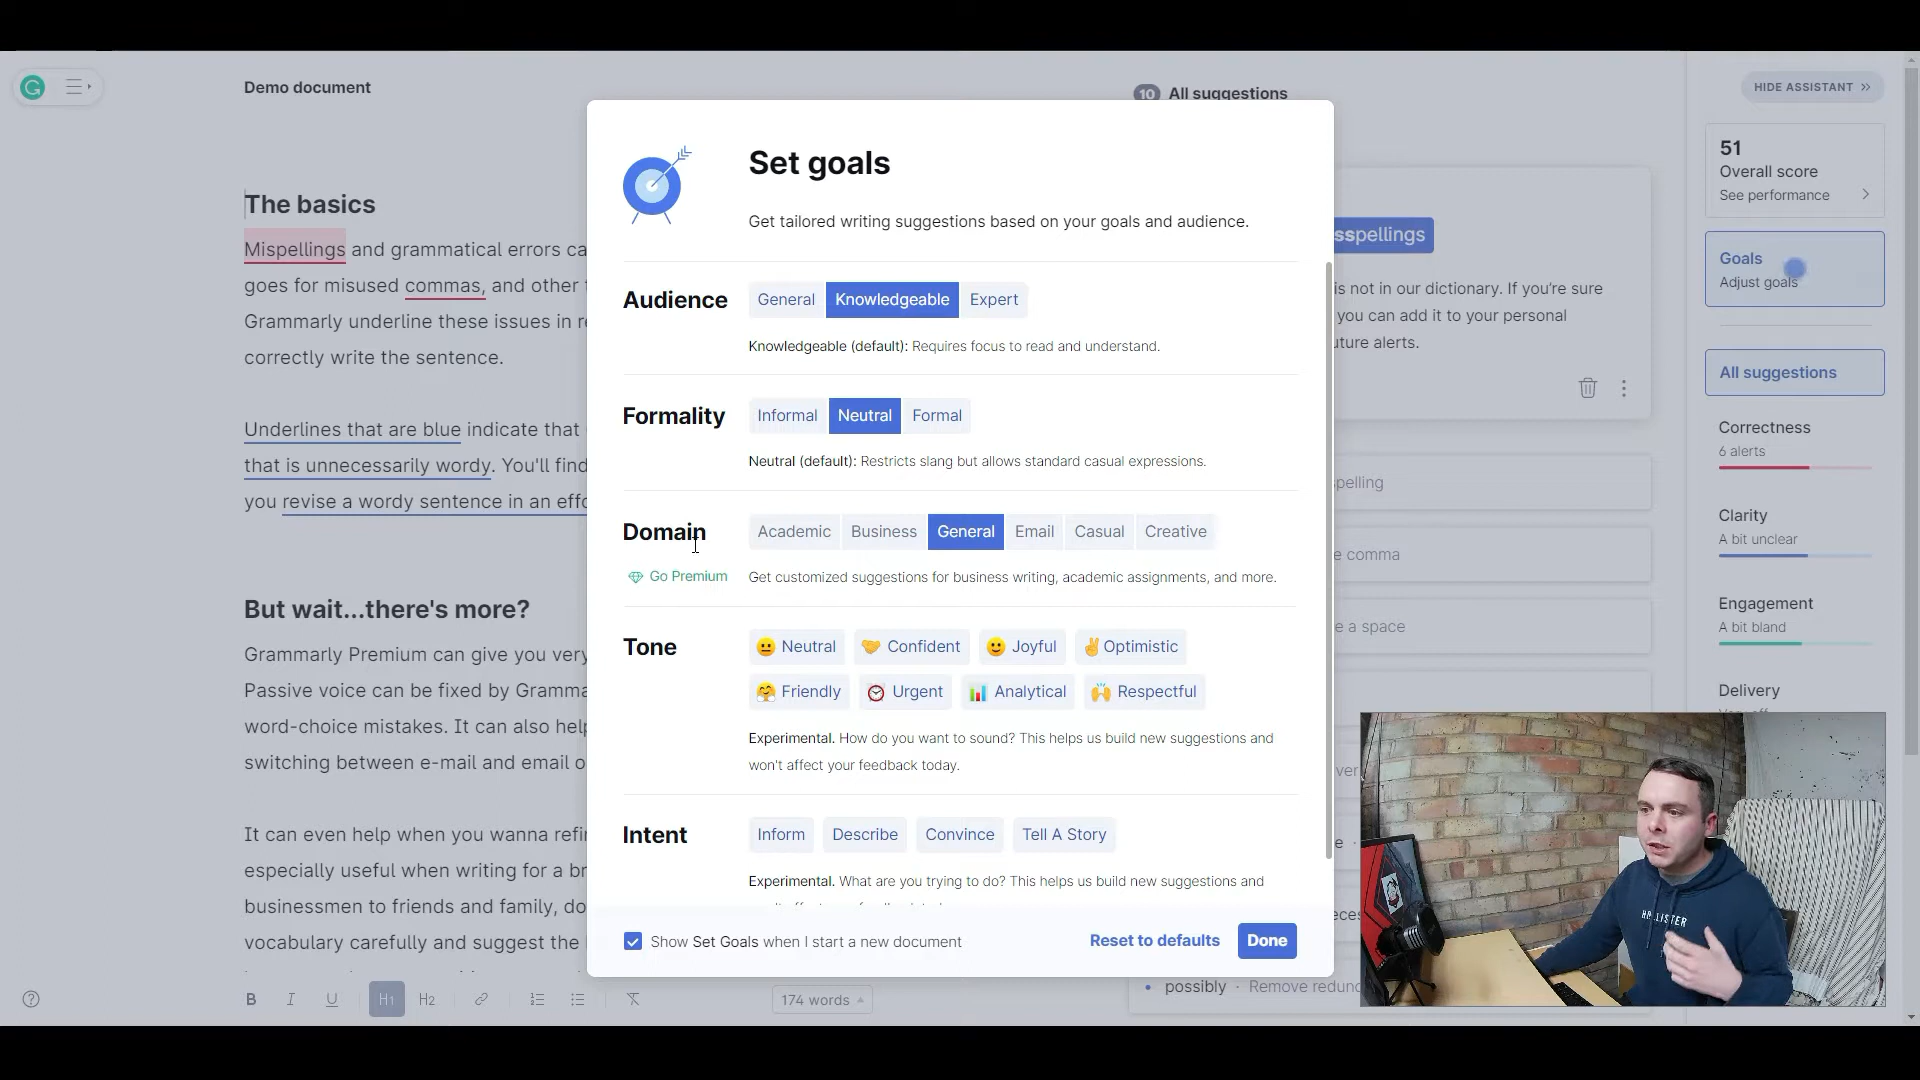 Demo document
10 All suggestions
HIDE ASSISTANT
The basics
Mispellings and grammatical errors ca
goes for misused commas, and other
Grammarly underline these issues in r
correctly write the sentence.
Underlines that are blue indicate that
that is unnecessarily wordy. You'll find
you revise a wordy sentence in an effo
But wait...there's more?
Grammarly Premium can give you very
Passive voice can be fixed by Gramma
word-choice mistakes. It can also help
switching between e-mail and email o
It can even help when you wanna refi
especially useful when writing for a br
businessmen to friends and family, do
vocabulary carefully and suggest the
B I U H1 H2
174 words
Set goals
Get tailored writing suggestions based on your goals and audience.
Audience General Knowledgeable Expert
Knowledgeable (default): Requires focus to read and understand.
Formality Informal Neutral Formal
Neutral (default): Restricts slang but allows standard casual expressions.
Domain Academic Business General Email Casual Creative
Go Premium Get customized suggestions for business writing, academic assignments, and more.
Tone Neutral Confident Joyful Optimistic
Friendly Urgent Analytical Respectful
Experimental. How do you want to sound? This helps us build new suggestions and
won't affect your feedback today.
Intent Inform Describe Convince Tell A Story
Experimental. What are you trying to do? This helps us build new suggestions and
Show Set Goals when I start a new document
Reset to defaults Done
sspellings
is not in our dictionary. If you're sure
you can add it to your personal
uture alerts.
pelling
e comma
e a space
possibly · Remove redun
51
Overall score
See performance
Goals
Adjust goals
All suggestions
Correctness
6 alerts
Clarity
A bit unclear
Engagement
A bit bland
Delivery
HOLLISTER